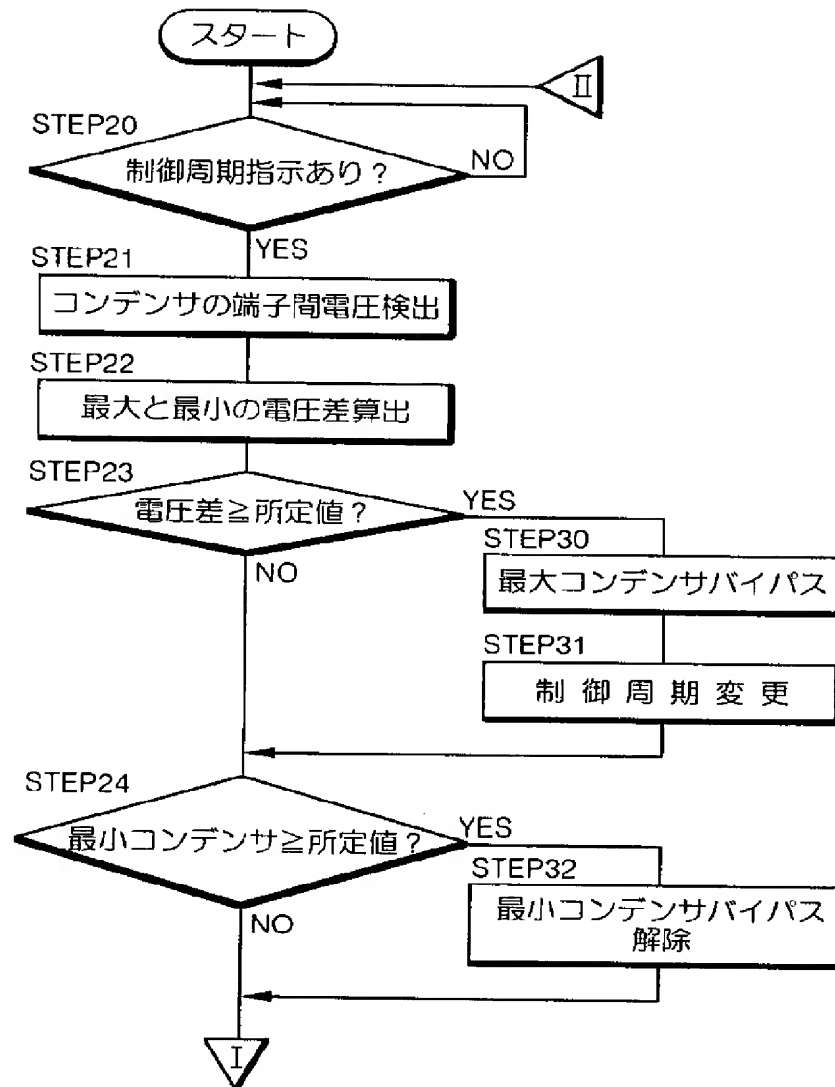 スタート
II
STEP20
制御周期指示あり？
NO
YES
STEP21
コンデンサの端子間電圧検出
STEP22
最大と最小の電圧差算出
STEP23
電圧差≧所定値？
YES
NO
STEP30
最大コンデンサバイパス
STEP31
制御周期変更
STEP24
最小コンデンサ≧所定値？
YES
NO
STEP32
最小コンデンサバイパス
解除
I